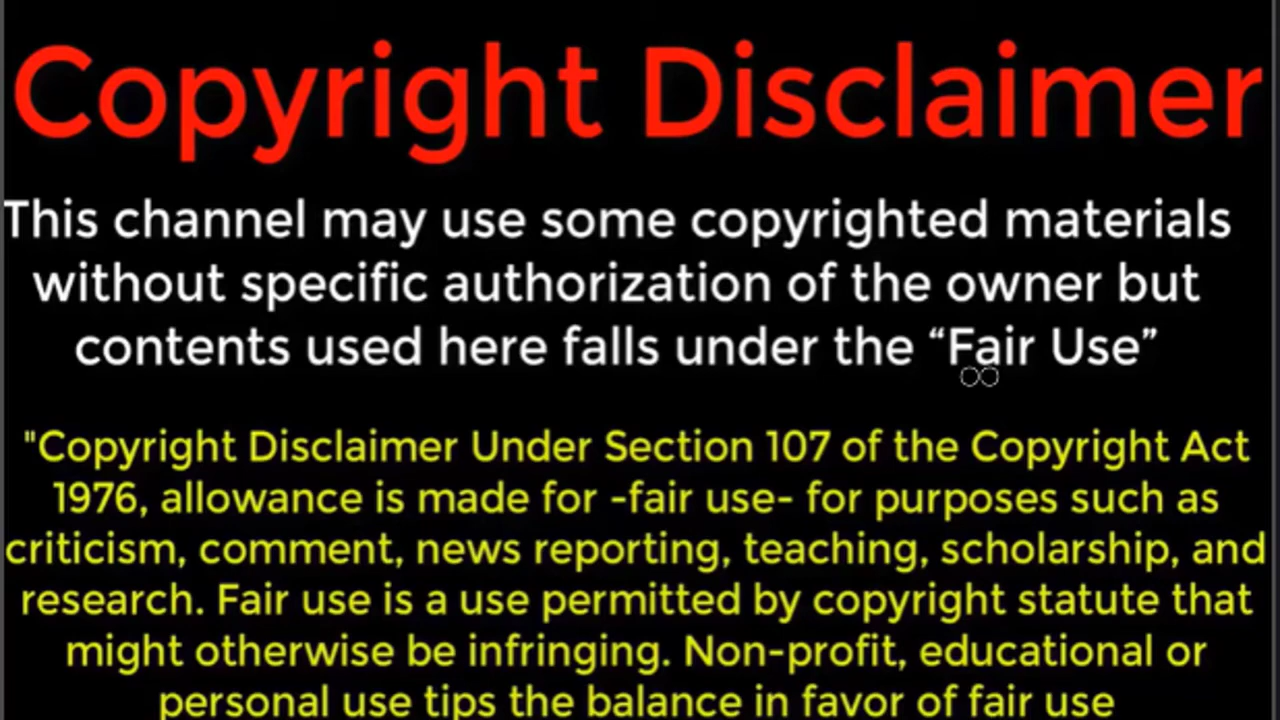 Copyright Disclaimer
This channel may use some copyrighted materials
without specific authorization of the owner but
contents used here falls under the “Fair Use”
"Copyright Disclaimer Under Section 107 of the Copyright Act
1976, allowance is made for -fair use- for purposes such as
criticism, comment, news reporting, teaching, scholarship, and
research. Fair use is a use permitted by copyright statute that
might otherwise be infringing. Non-profit, educational or
personal use tips the balance in favor of fair use